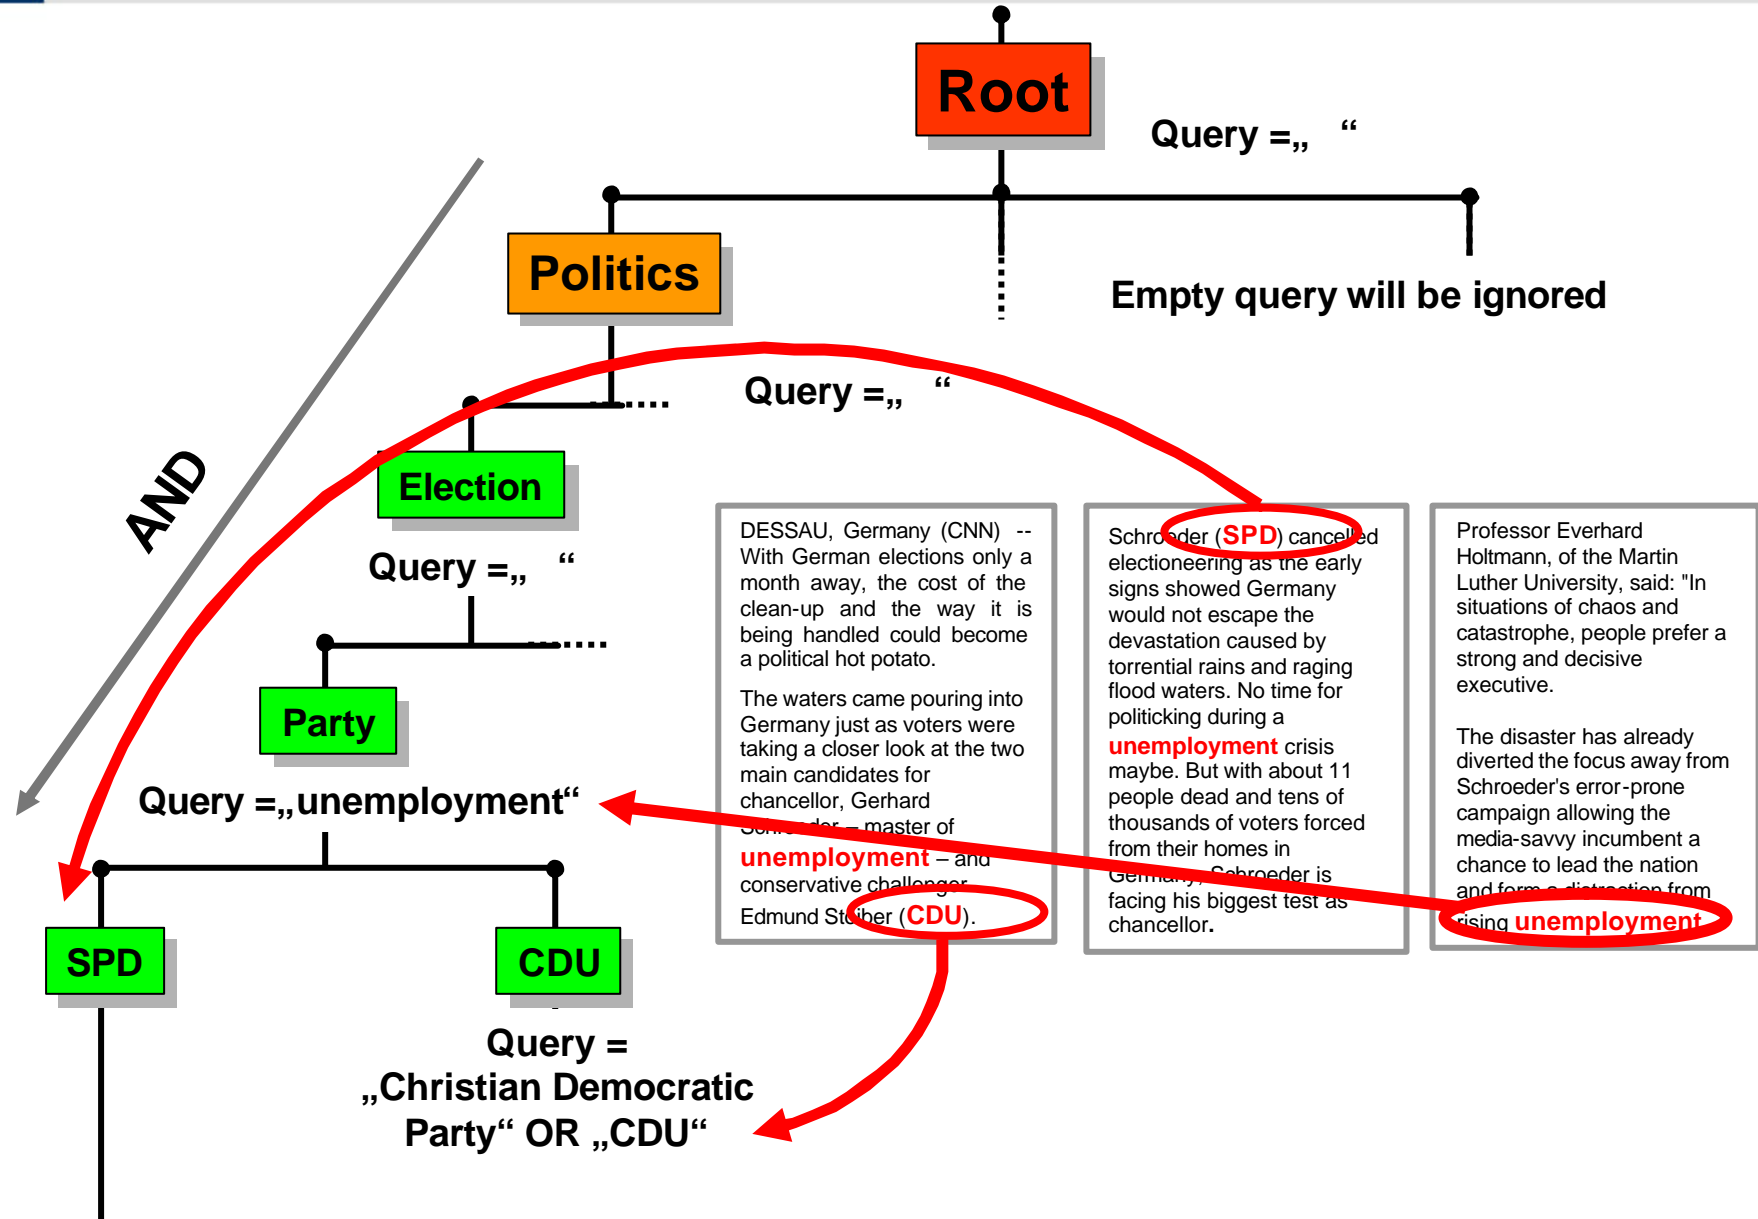 Root
Query =„ “
Politics
Empty query will be ignored
Query =„ “
AND
Election
Query =„ “
Party
Query =„unemployment“
SPD
CDU
Query =
„Christian Democratic
Party“ OR „CDU“
DESSAU, Germany (CNN) --
With German elections only a
month away, the cost of the
clean-up and the way it is
being handled could become
a political hot potato.
The waters came pouring into
Germany just as voters were
taking a closer look at the two
main candidates for
chancellor, Gerhard
Schroeder – master of
unemployment – and
conservative challenger
Edmund Stoiber (CDU).
Schroeder (SPD) cancelled
electioneering as the early
signs showed Germany
would not escape the
devastation caused by
torrential rains and raging
flood waters. No time for
politicking during a
unemployment crisis
maybe. But with about 11
people dead and tens of
thousands of voters forced
from their homes in
Germany, Schroeder is
facing his biggest test as
chancellor.
Professor Everhard
Holtmann, of the Martin
Luther University, said: "In
situations of chaos and
catastrophe, people prefer a
strong and decisive
executive.
The disaster has already
diverted the focus away from
Schroeder's error-prone
campaign allowing the
media-savvy incumbent a
chance to lead the nation
and form a distraction from
rising unemployment